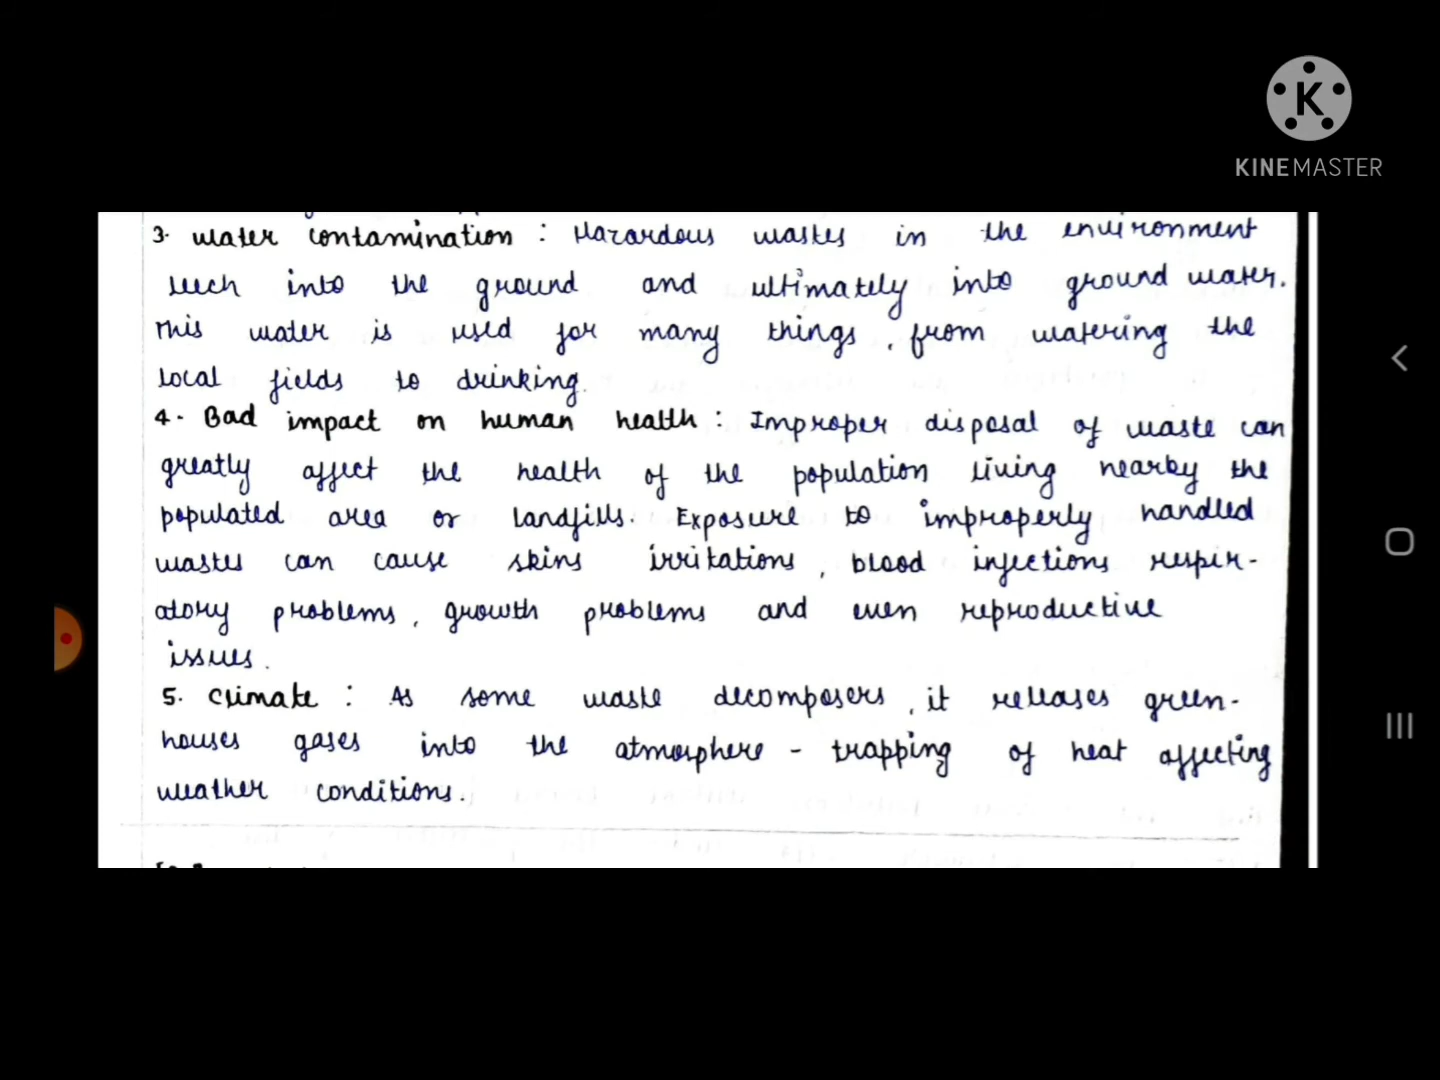 KINEMASTER
3. Water contamination : Hazardous wastes in the environment
leech into the ground and ultimately into ground water.
This water is used for many things, from watering the
local fields to drinking.
4. Bad impact on human health : Improper disposal of waste can
greatly affect the health of the population living nearby the
populated area or landfills. Exposure to improperly handled
wastes can cause skins irritations, blood injections respir-
atory problems, growth problems and even reproductive
issues.
5. Climate : As some waste decomposers, it releases green-
houses gases into the atmorphere - trapping of heat affecting
weather conditions.